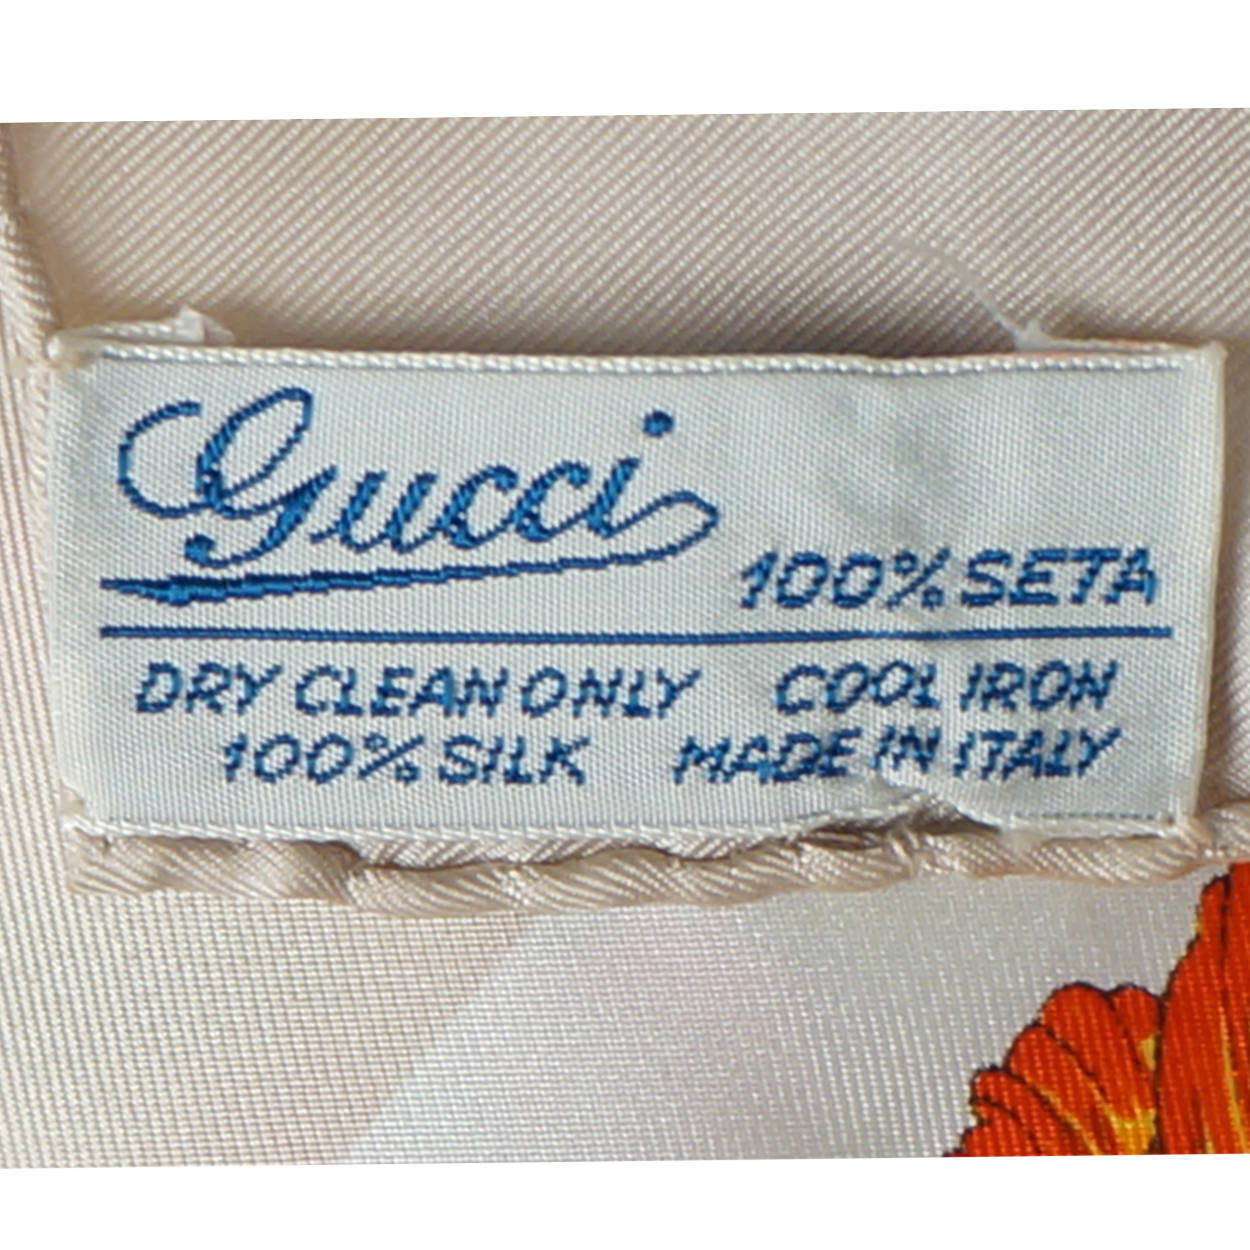 Gucci
100% SETA
DRY CLEAN ONLY COOL IRON
100% SILK MADE IN ITALY